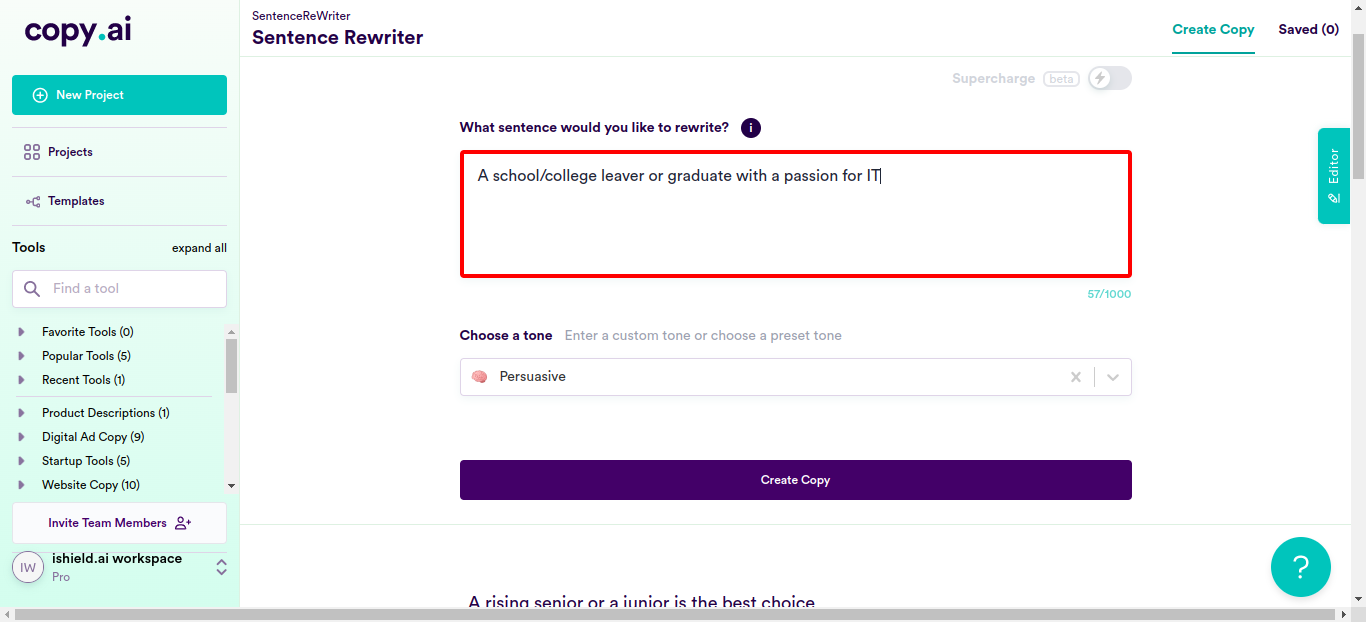 copy.ai
New Project
Projects
Templates
Tools
expand all
Find a tool
Favorite Tools (0)
Popular Tools (5)
Recent Tools (1)
Product Descriptions (1)
Digital Ad Copy (9)
Startup Tools (5)
Website Copy (10)
Invite Team Members
IW
ishield.ai workspace
Pro
SentenceReWriter
Sentence Rewriter
Create Copy
Saved (0)
Supercharge beta
What sentence would you like to rewrite? i
A school/college leaver or graduate with a passion for IT
57/1000
Choose a tone Enter a custom tone or choose a preset tone
Persuasive
Create Copy
A rising senior or a junior is the best choice
Editor
?